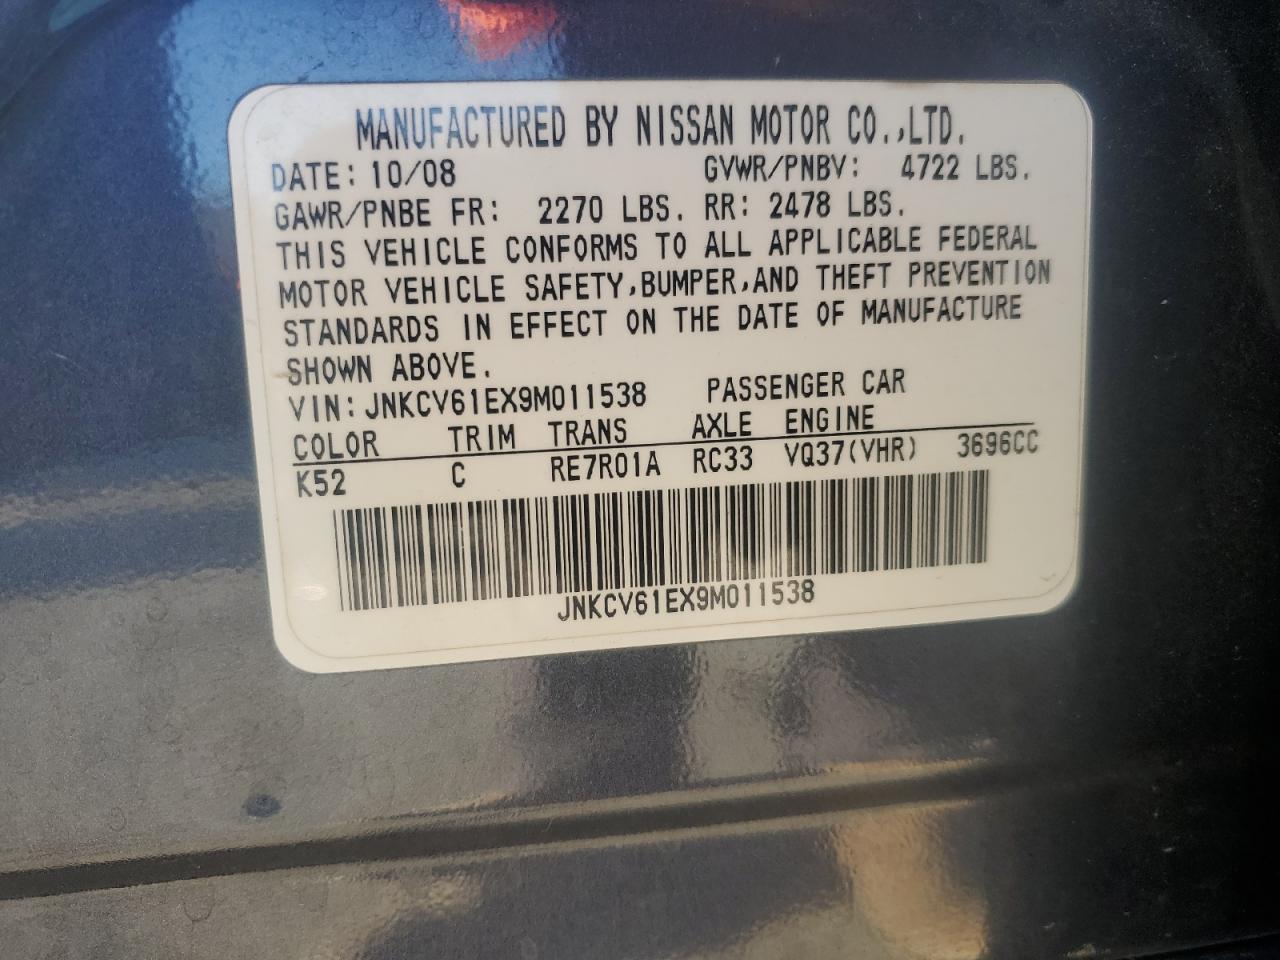 MANUFACTURED BY NISSAN MOTOR CO.,LTD.
DATE: 10/08 GVWR/PNBV: 4722 LBS.
GAWR/PNBE FR: 2270 LBS. RR: 2478 LBS.
THIS VEHICLE CONFORMS TO ALL APPLICABLE FEDERAL
MOTOR VEHICLE SAFETY,BUMPER,AND THEFT PREVENTION
STANDARDS IN EFFECT ON THE DATE OF MANUFACTURE
SHOWN ABOVE.
VIN: JNKCV61EX9M011538 PASSENGER CAR
COLOR TRIM TRANS AXLE ENGINE
K52 C RE7R01A RC33 VQ37(VHR) 3696CC
JNKCV61EX9M011538